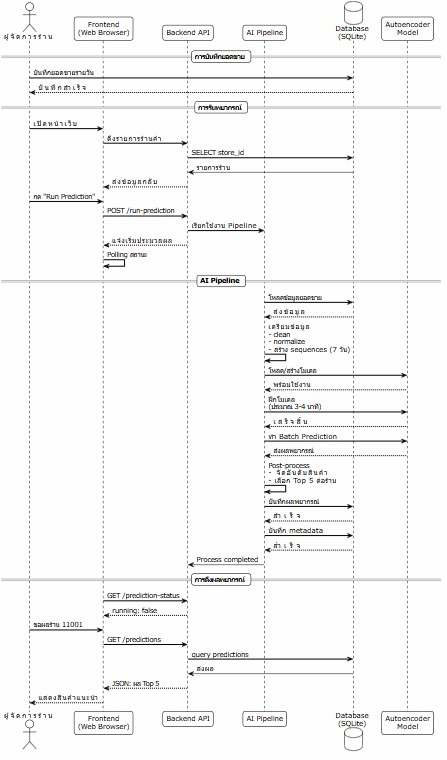 ผู้จัดการร้าน
Frontend
(Web Browser)
Backend API
AI Pipeline
Database
(SQLite)
Autoencoder
Model
การบันทึกยอดขาย
บันทึกยอดขายรายวัน
บันทึกสำเร็จ
การรันพยากรณ์
เปิดหน้าเว็บ
ดึงรายการร้านค้า
SELECT store_id
รายการร้าน
ส่งข้อมูลกลับ
กด "Run Prediction"
POST /run-prediction
เรียกใช้งาน Pipeline
แจ้งเริ่มประมวลผล
Polling สถานะ
AI Pipeline
โหลดข้อมูลยอดขาย
ส่งข้อมูล
เตรียมข้อมูล
- clean
- normalize
- สร้าง sequences (7 วัน)
โหลด/สร้างโมเดล
พร้อมใช้งาน
ฝึกโมเดล
(ประมาณ 3-4 นาที)
เสร็จสิ้น
ทำ Batch Prediction
ส่งผลพยากรณ์
Post-process
- จัดอันดับสินค้า
- เลือก Top 5 ต่อร้าน
บันทึกผลพยากรณ์
สำเร็จ
บันทึก metadata
สำเร็จ
Process completed
การดึงผลพยากรณ์
GET /prediction-status
running: false
ขอผลร้าน 11001
GET /predictions
query predictions
ส่งผล
JSON: ผล Top 5
แสดงสินค้าแนะนำ
ผู้จัดการร้าน
Frontend
(Web Browser)
Backend API
AI Pipeline
Database
(SQLite)
Autoencoder
Model